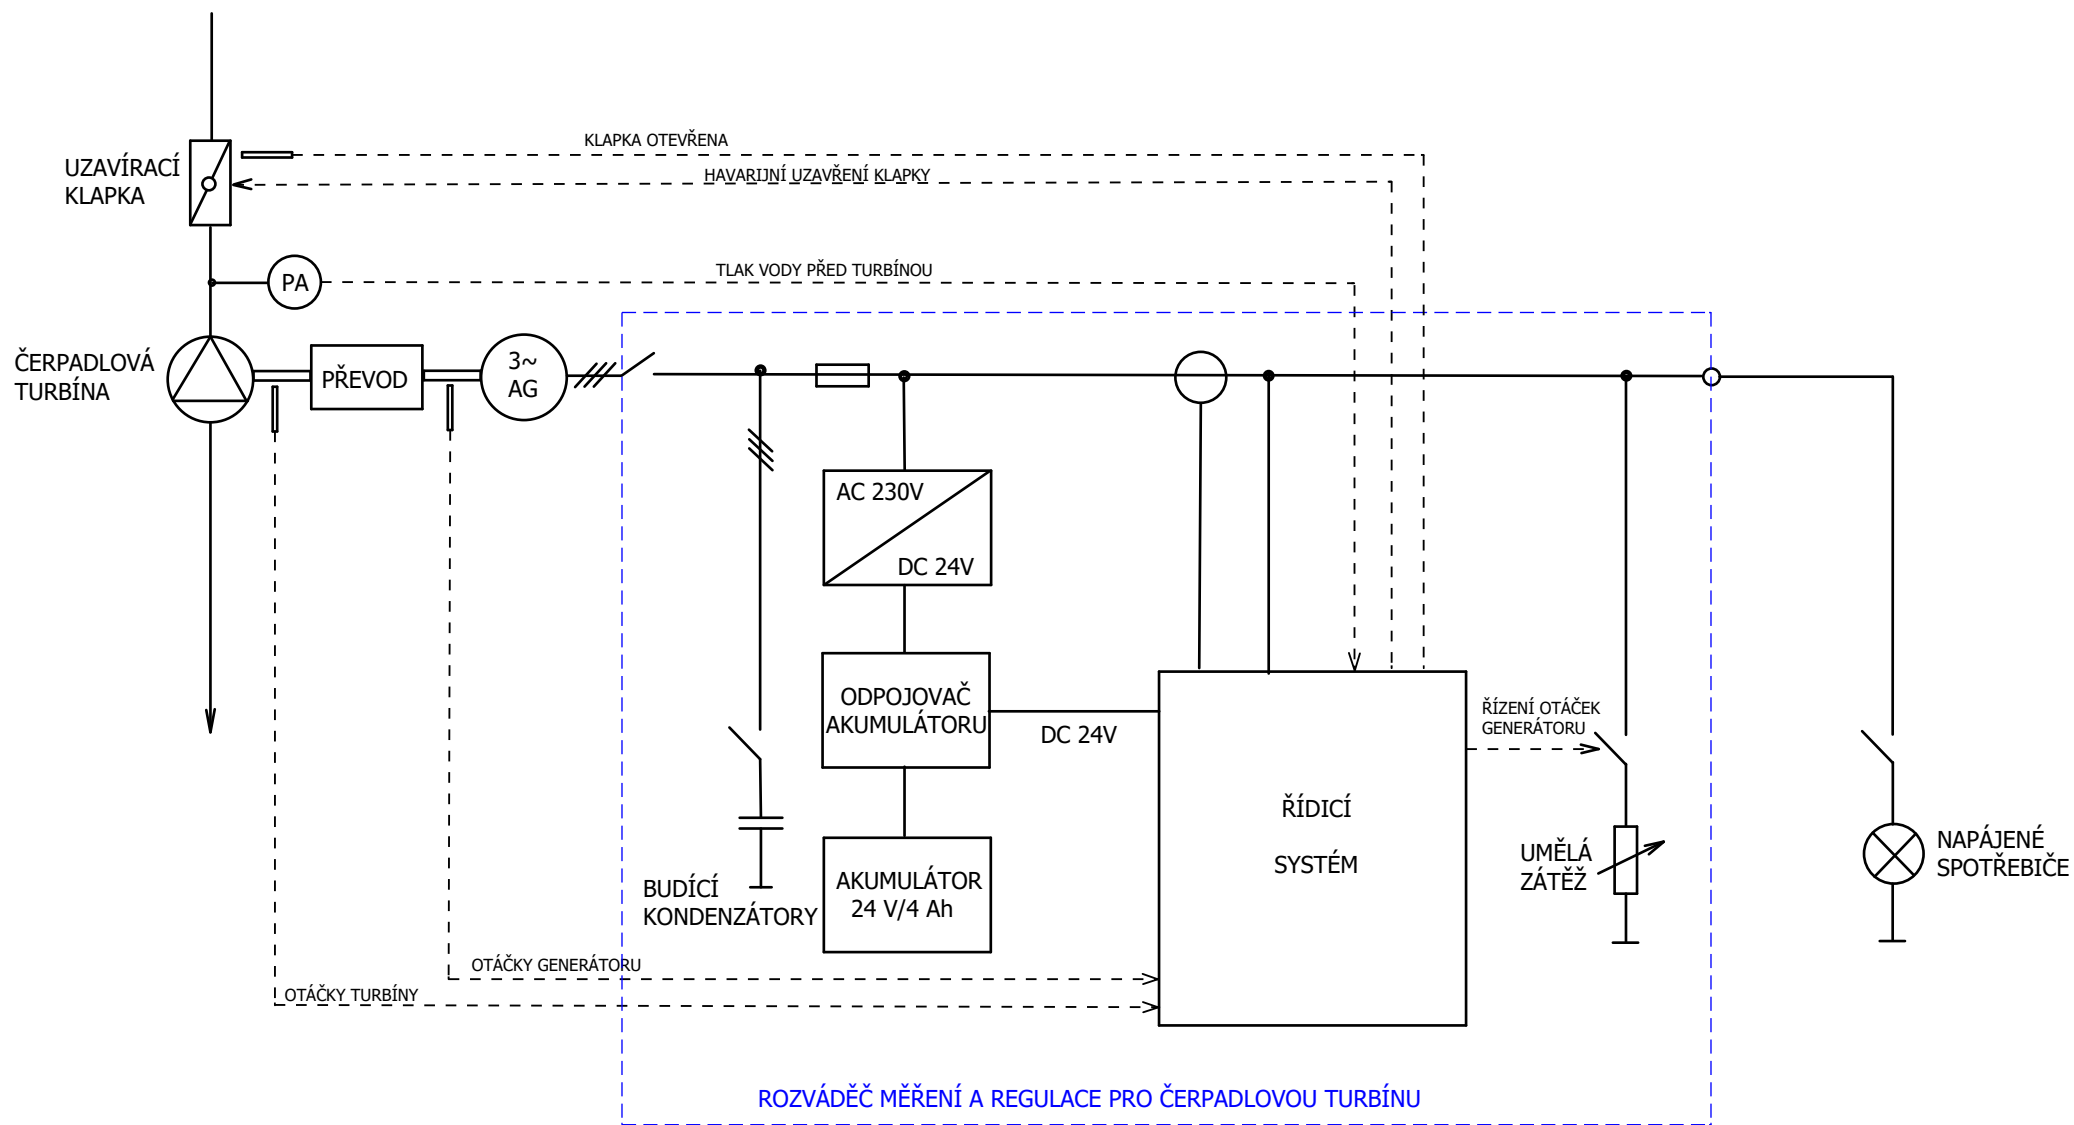 KLAPKA OTEVŘENA
UZAVÍRACÍ
KLAPKA
HAVARIJNÍ UZAVŘENÍ KLAPKY
TLAK VODY PŘED TURBÍNOU
PA
ČERPADLOVÁ
TURBÍNA
PŘEVOD
3~
AG
AC 230V
DC 24V
ODPOJOVAČ
AKUMULÁTORU
DC 24V
ŘÍZENÍ OTÁČEK
GENERÁTORU
ŘÍDICÍ
SYSTÉM
UMĚLÁ
ZÁTĚŽ
NAPÁJENÉ
SPOTŘEBIČE
BUDÍCÍ
KONDENZÁTORY
AKUMULÁTOR
24 V/4 Ah
OTÁČKY GENERÁTORU
OTÁČKY TURBÍNY
ROZVÁDĚČ MĚŘENÍ A REGULACE PRO ČERPADLOVOU TURBÍNU